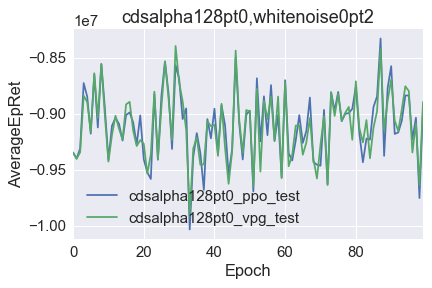 cdsalpha128pt0,whitenoise0pt2
1e7
−0.85
−0.90
−0.95
−1.00
AverageEpRet
cdsalpha128pt0_ppo_test
cdsalpha128pt0_vpg_test
0 20 40 60 80
Epoch